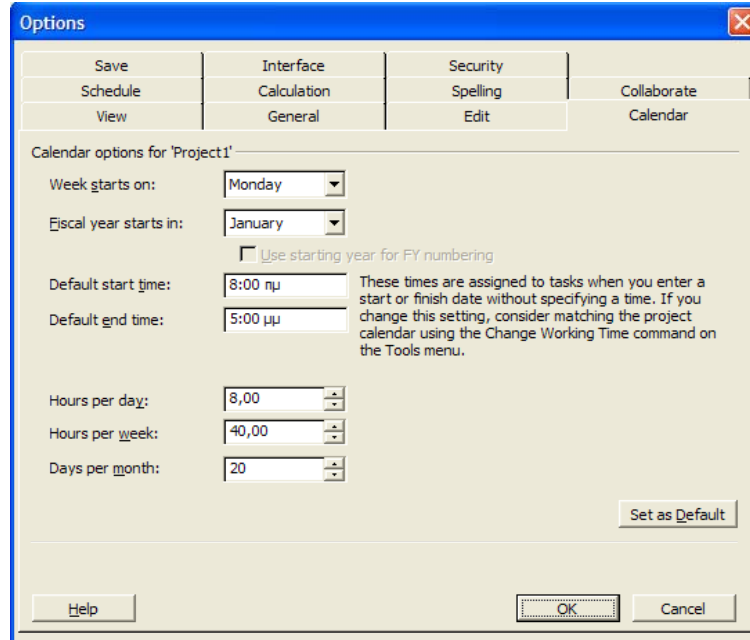 Options
Save Interface Security
Schedule Calculation Spelling Collaborate
View General Edit Calendar
Calendar options for 'Project1'
Week starts on: Monday
Fiscal year starts in: January
Use starting year for FY numbering
Default start time: 8:00 πμ
Default end time: 5:00 μμ
These times are assigned to tasks when you enter a
start or finish date without specifying a time. If you
change this setting, consider matching the project
calendar using the Change Working Time command on
the Tools menu.
Hours per day: 8,00
Hours per week: 40,00
Days per month: 20
Set as Default
Help OK Cancel